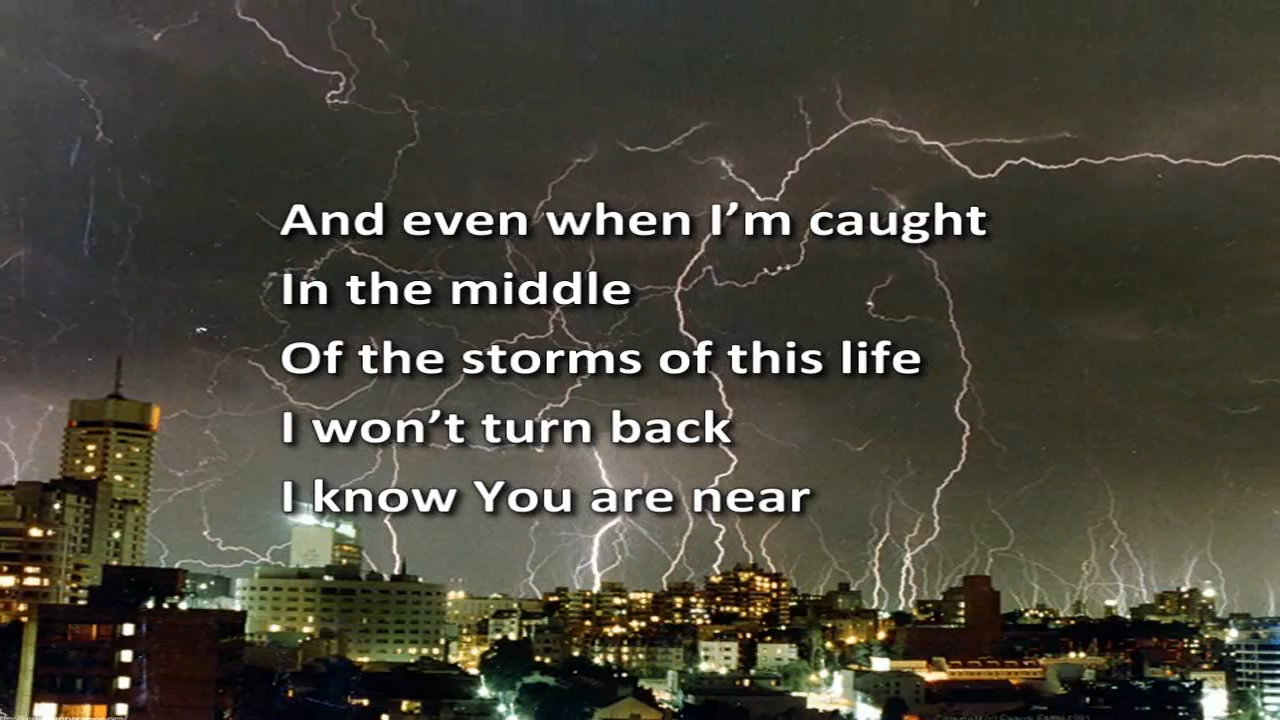 And even when I’m caught
In the middle
Of the storms of this life
I won’t turn back
I know You are near